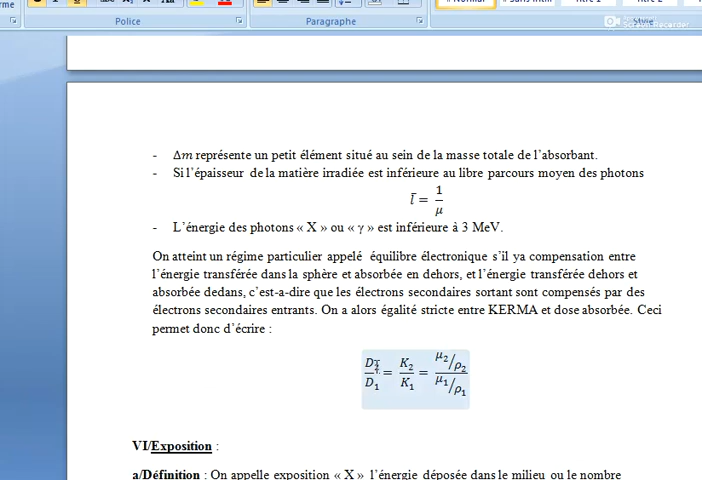 Police
Paragraphe
Style
- Δm représente un petit élément situé au sein de la masse totale de l'absorbant.
- Si l'épaisseur de la matière irradiée est inférieure au libre parcours moyen des photons
l̄ = 1/μ
- L'énergie des photons « X » ou « γ » est inférieure à 3 MeV.
On atteint un régime particulier appelé équilibre électronique s'il ya compensation entre
l'énergie transférée dans la sphère et absorbée en dehors, et l'énergie transférée dehors et
absorbée dedans, c'est-a-dire que les électrons secondaires sortant sont compensés par des
électrons secondaires entrants. On a alors égalité stricte entre KERMA et dose absorbée. Ceci
permet donc d'écrire :
D₂/D₁ = K₂/K₁ = (μ₂/ρ₂)/(μ₁/ρ₁)
VI/Exposition :
a/Définition : On appelle exposition « X » l'énergie déposée dans le milieu ou le nombre